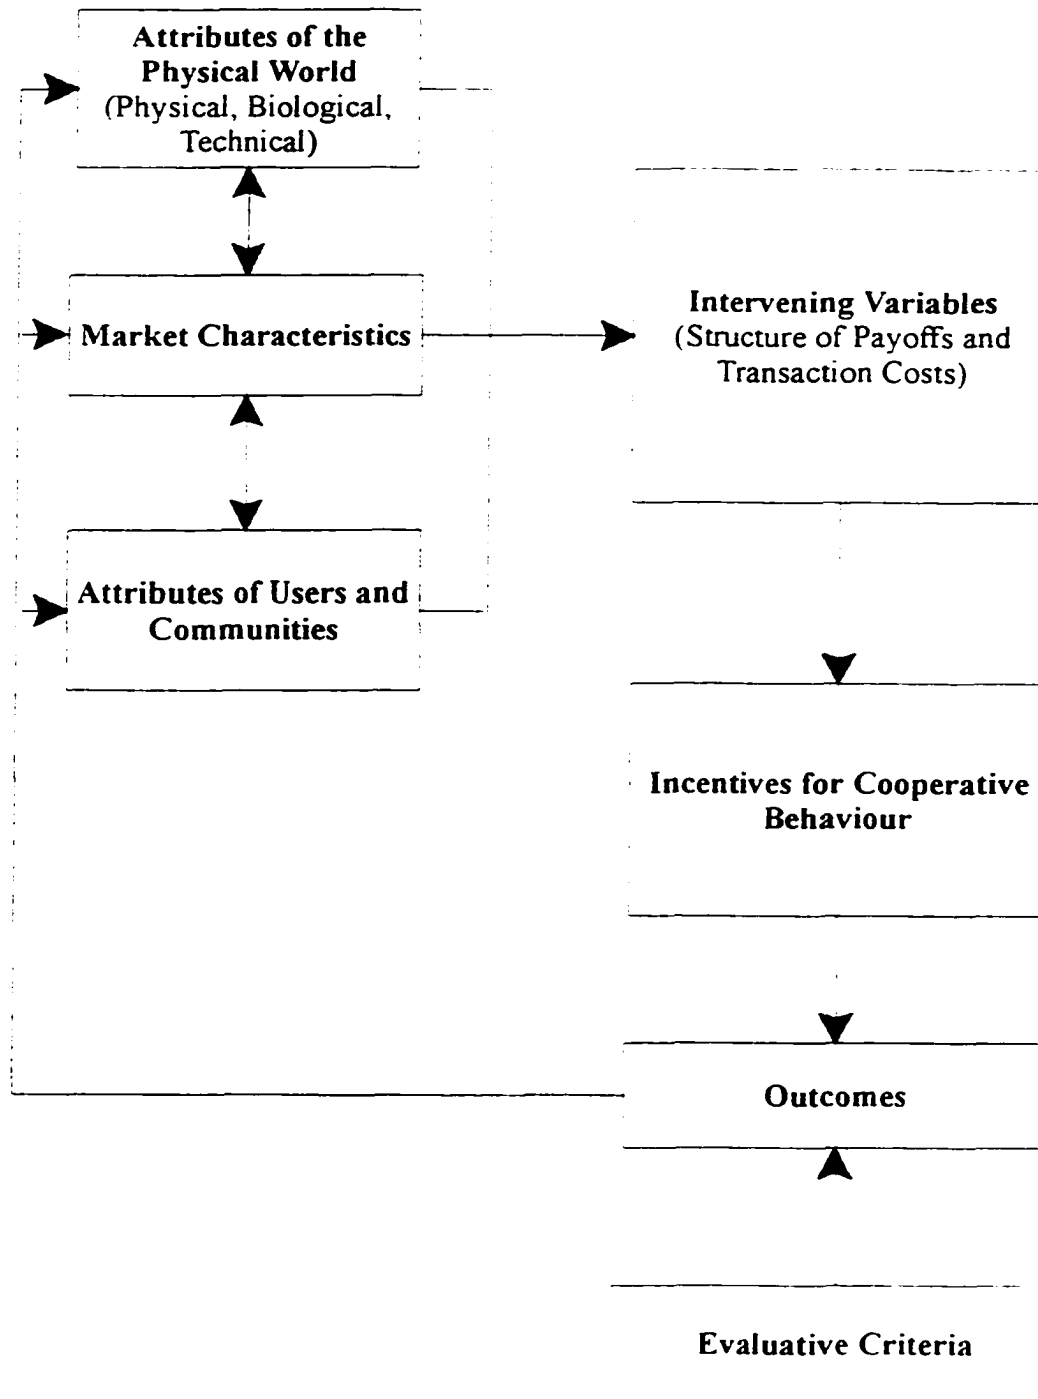 Attributes of the
Physical World
(Physical, Biological,
Technical)
Market Characteristics
Intervening Variables
(Structure of Payoffs and
Transaction Costs)
Attributes of Users and
Communities
Incentives for Cooperative
Behaviour
Outcomes
Evaluative Criteria